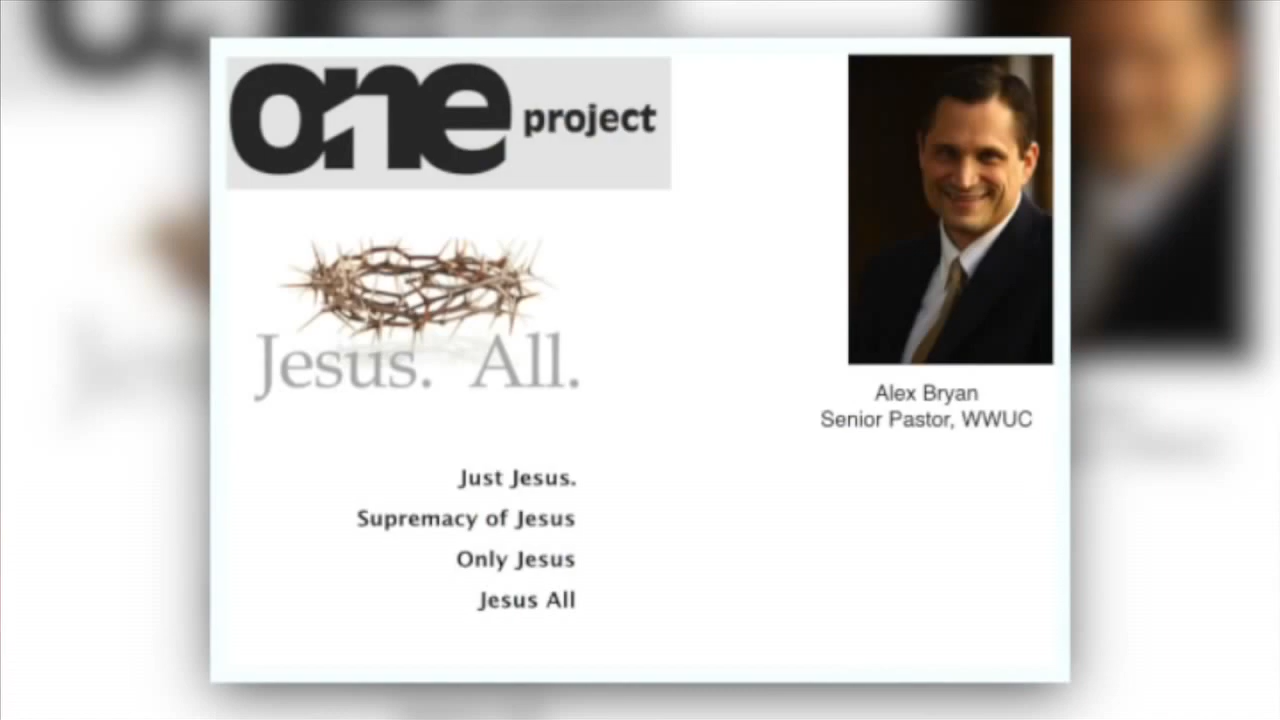 one project
Jesus. All.
Alex Bryan
Senior Pastor, WWUC
Just Jesus.
Supremacy of Jesus
Only Jesus
Jesus All